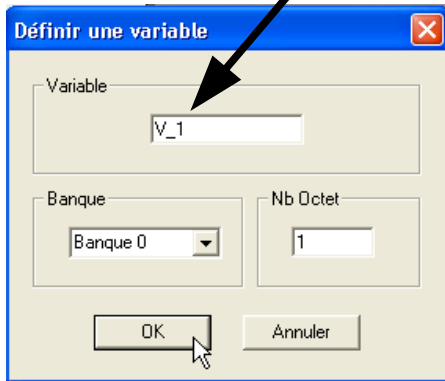 Définir une variable
Variable
V_1
Banque
Nb Octet
Banque 0
1
OK
Annuler